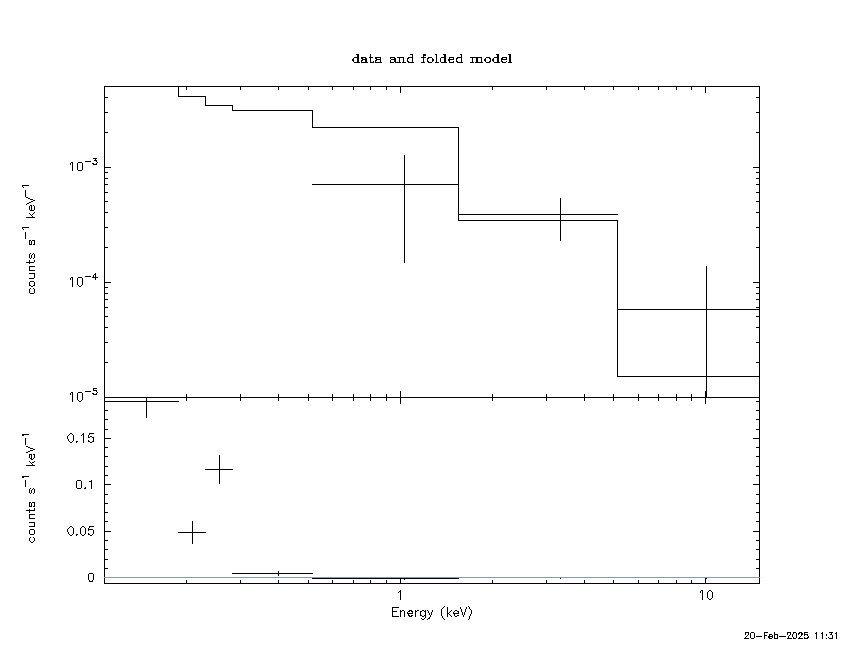 data and folded model
10−3
10−4
10−5
counts s−1 keV−1
0.15
0.1
0.05
0
counts s−1 keV−1
1
10
Energy (keV)
20−Feb−2025 11:31